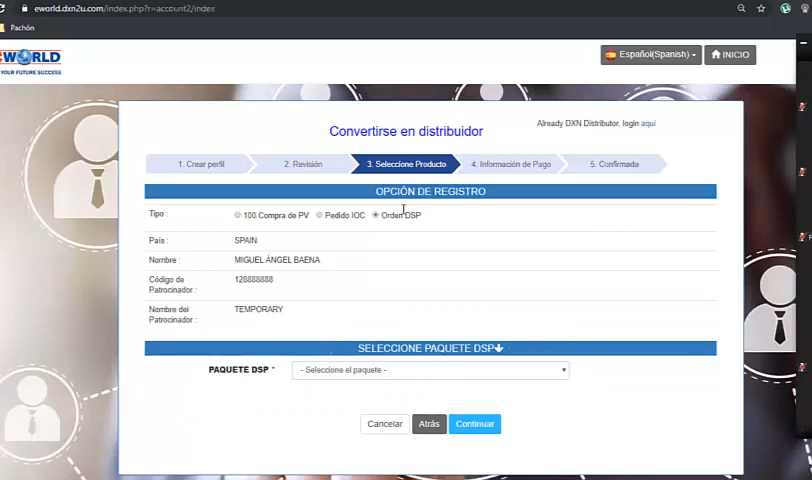 eworld.dxn2u.com/index.php?r=account2/index
Pachón
WORLD
YOUR FUTURE SUCCESS
Español(Spanish)
INICIO
Already DXN Distributor, login aquí
Convertirse en distribuidor
1. Crear perfil
2. Revisión
3. Seleccione Producto
4. Información de Pago
5. Confirmada
OPCIÓN DE REGISTRO
Tipo :
100 Compra de PV
Pedido IOC
Orden DSP
País :
SPAIN
Nombre :
MIGUEL ÁNGEL BAENA
Código de
Patrocinador :
128888888
Nombre del
Patrocinador :
TEMPORARY
SELECCIONE PAQUETE DSP
PAQUETE DSP *
- Seleccione el paquete -
Cancelar
Atrás
Continuar